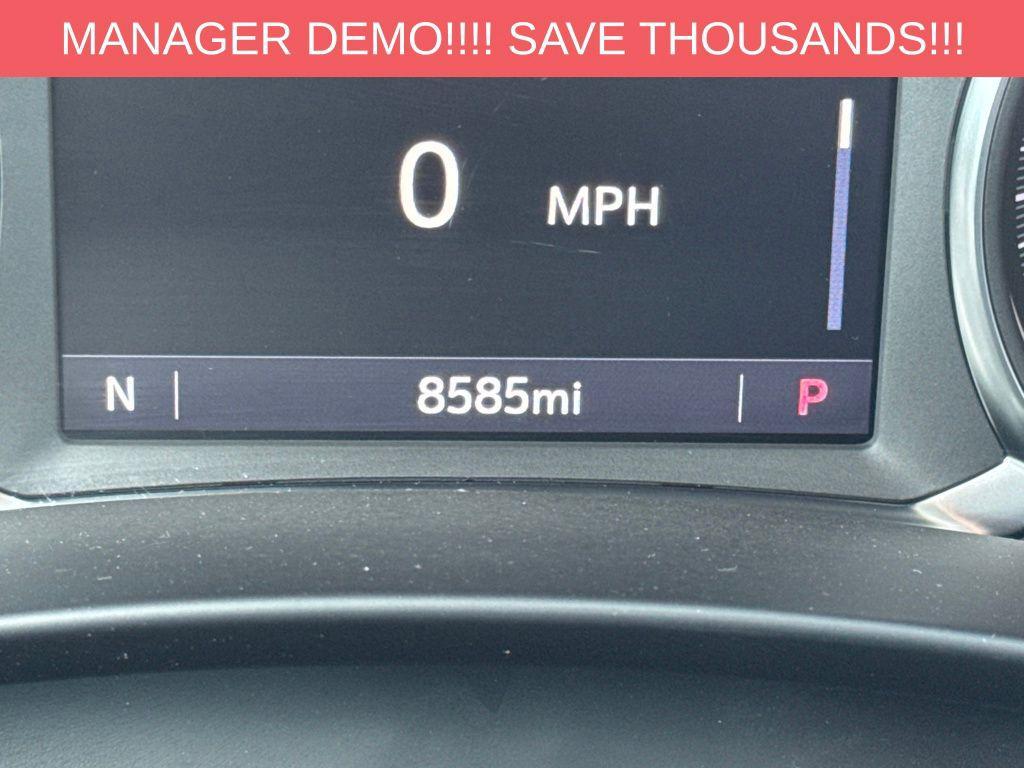 MANAGER DEMO!!!! SAVE THOUSANDS!!!
0 MPH
N 8585mi P